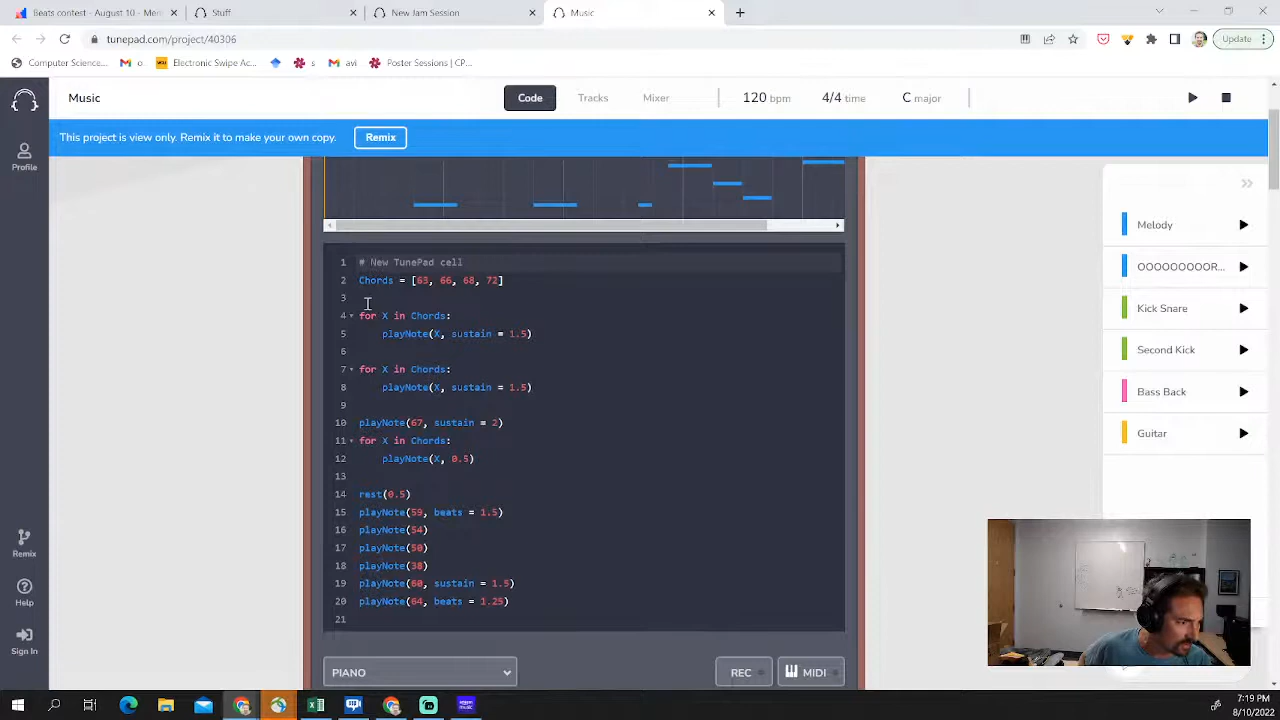 Beats contest - August 10 - Mee
Stuff
New Jam Session
Music
tunepad.com/project/40306
Update
Computer Science...
o
Electronic Swipe Ac...
s
avi
Poster Sessions | CP...
Music
Code
Tracks
Mixer
120 bpm
4/4 time
C major
This project is view only. Remix it to make your own copy.
Remix
Profile
Remix
Help
Sign In
1 # New TunePad cell
2 Chords = [63, 66, 68, 72]
3
4 for X in Chords:
5 playNote(X, sustain = 1.5)
6
7 for X in Chords:
8 playNote(X, sustain = 1.5)
9
10 playNote(67, sustain = 2)
11 for X in Chords:
12 playNote(X, 0.5)
13
14 rest(0.5)
15 playNote(59, beats = 1.5)
16 playNote(54)
17 playNote(50)
18 playNote(38)
19 playNote(60, sustain = 1.5)
20 playNote(64, beats = 1.25)
21
PIANO
REC
MIDI
Melody
OOOOOOOOOR...
Kick Snare
Second Kick
Bass Back
Guitar
7:19 PM
8/10/2022